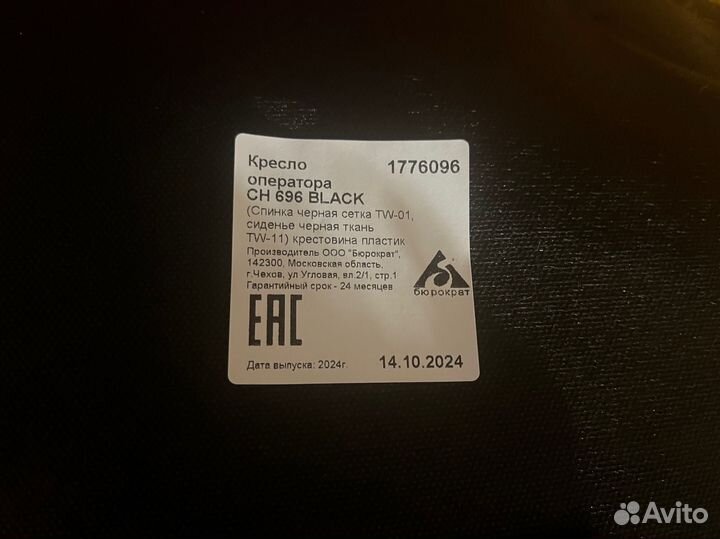 Кресло 1776096
оператора
CH 696 BLACK
(Спинка черная сетка TW-01,
сиденье черная ткань
TW-11) крестовина пластик
Производитель ООО "Бюрократ",
142300, Московская область,
г.Чехов, ул Угловая, вл.2/1, стр.1
Гарантийный срок - 24 месяцев
бюрократ
EAC
Дата выпуска: 2024г. 14.10.2024
Avito